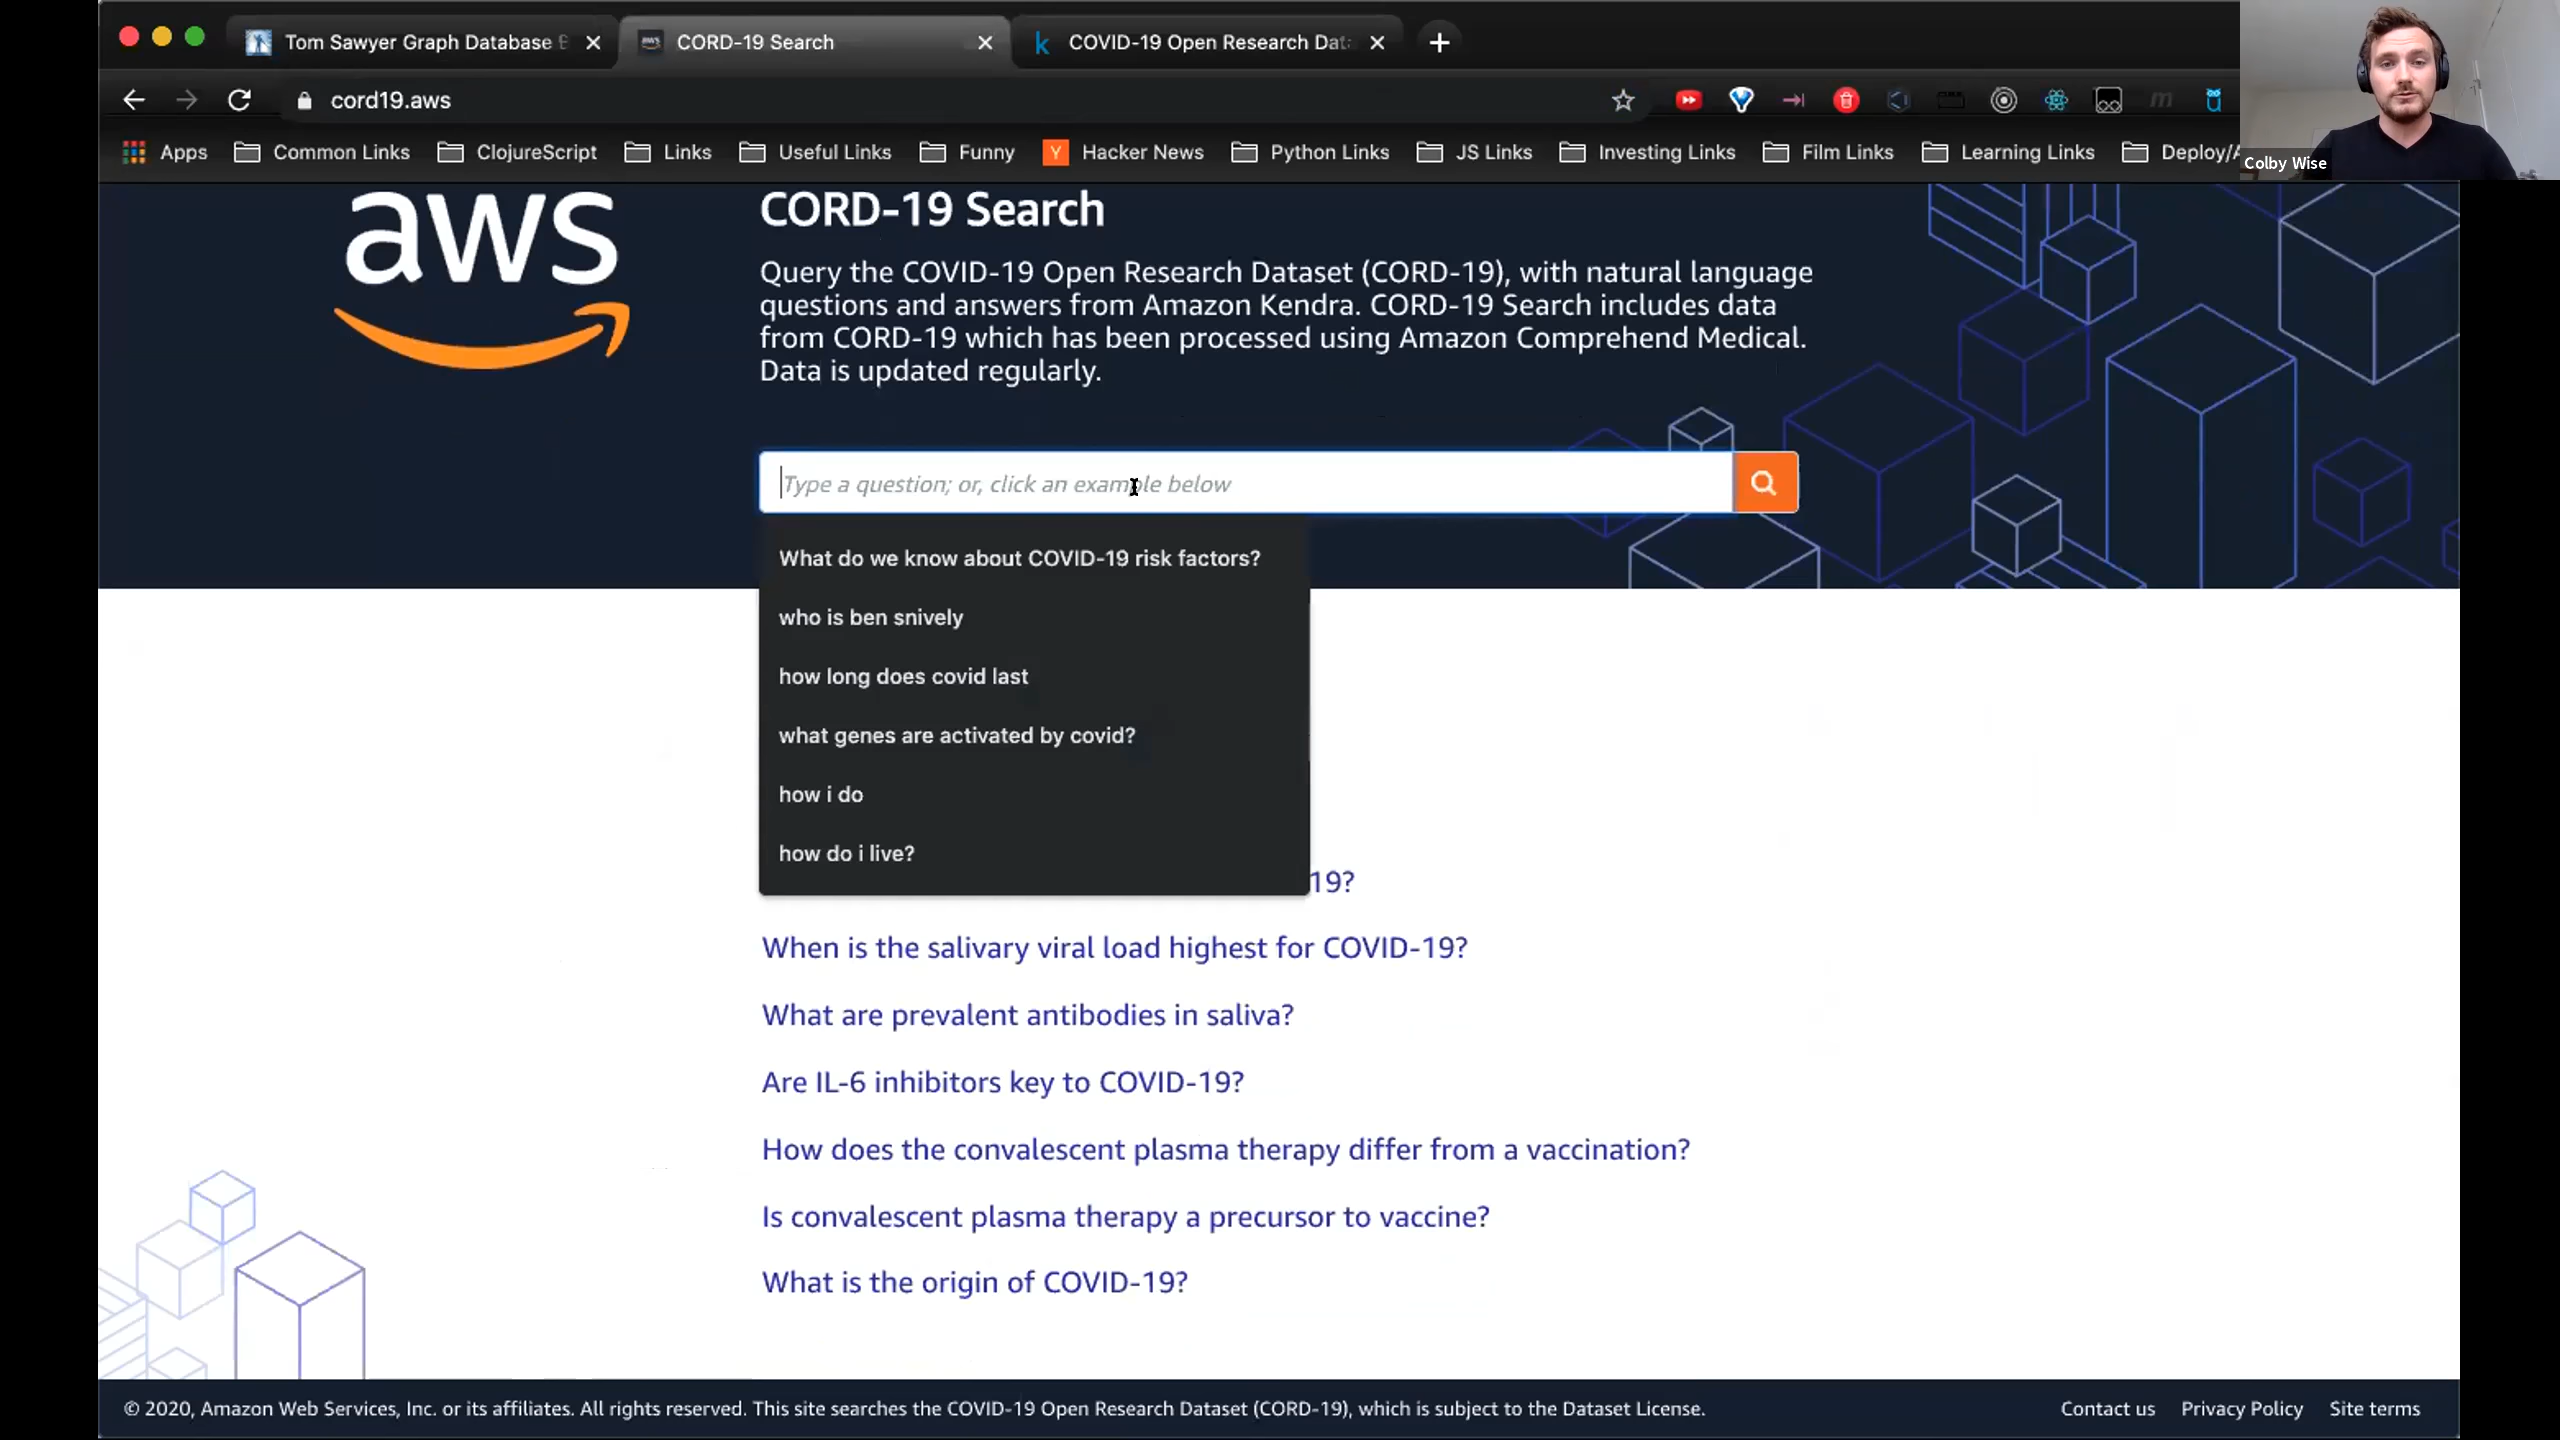 Tom Sawyer Graph Database
CORD-19 Search
COVID-19 Open Research Dat
cord19.aws
Apps
Common Links
ClojureScript
Links
Useful Links
Funny
Y
Hacker News
Python Links
JS Links
Investing Links
Film Links
Learning Links
Deploy/A
Colby Wise
aws
CORD-19 Search
Query the COVID-19 Open Research Dataset (CORD-19), with natural language
questions and answers from Amazon Kendra. CORD-19 Search includes data
from CORD-19 which has been processed using Amazon Comprehend Medical.
Data is updated regularly.
Type a question; or, click an example below
What do we know about COVID-19 risk factors?
who is ben snively
how long does covid last
what genes are activated by covid?
how i do
how do i live?
19?
When is the salivary viral load highest for COVID-19?
What are prevalent antibodies in saliva?
Are IL-6 inhibitors key to COVID-19?
How does the convalescent plasma therapy differ from a vaccination?
Is convalescent plasma therapy a precursor to vaccine?
What is the origin of COVID-19?
© 2020, Amazon Web Services, Inc. or its affiliates. All rights reserved. This site searches the COVID-19 Open Research Dataset (CORD-19), which is subject to the Dataset License.
Contact us
Privacy Policy
Site terms